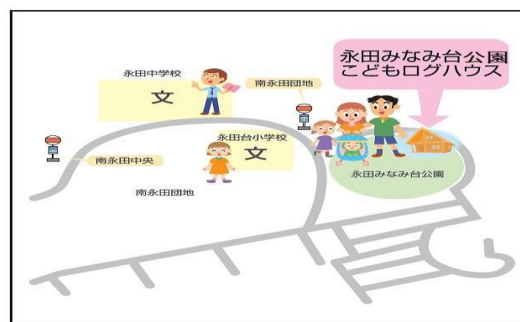 永田みなみ台公園
こどもログハウス
永田中学校
文
南永田団地
永田台小学校
文
南永田中央
南永田団地
永田みなみ台公園